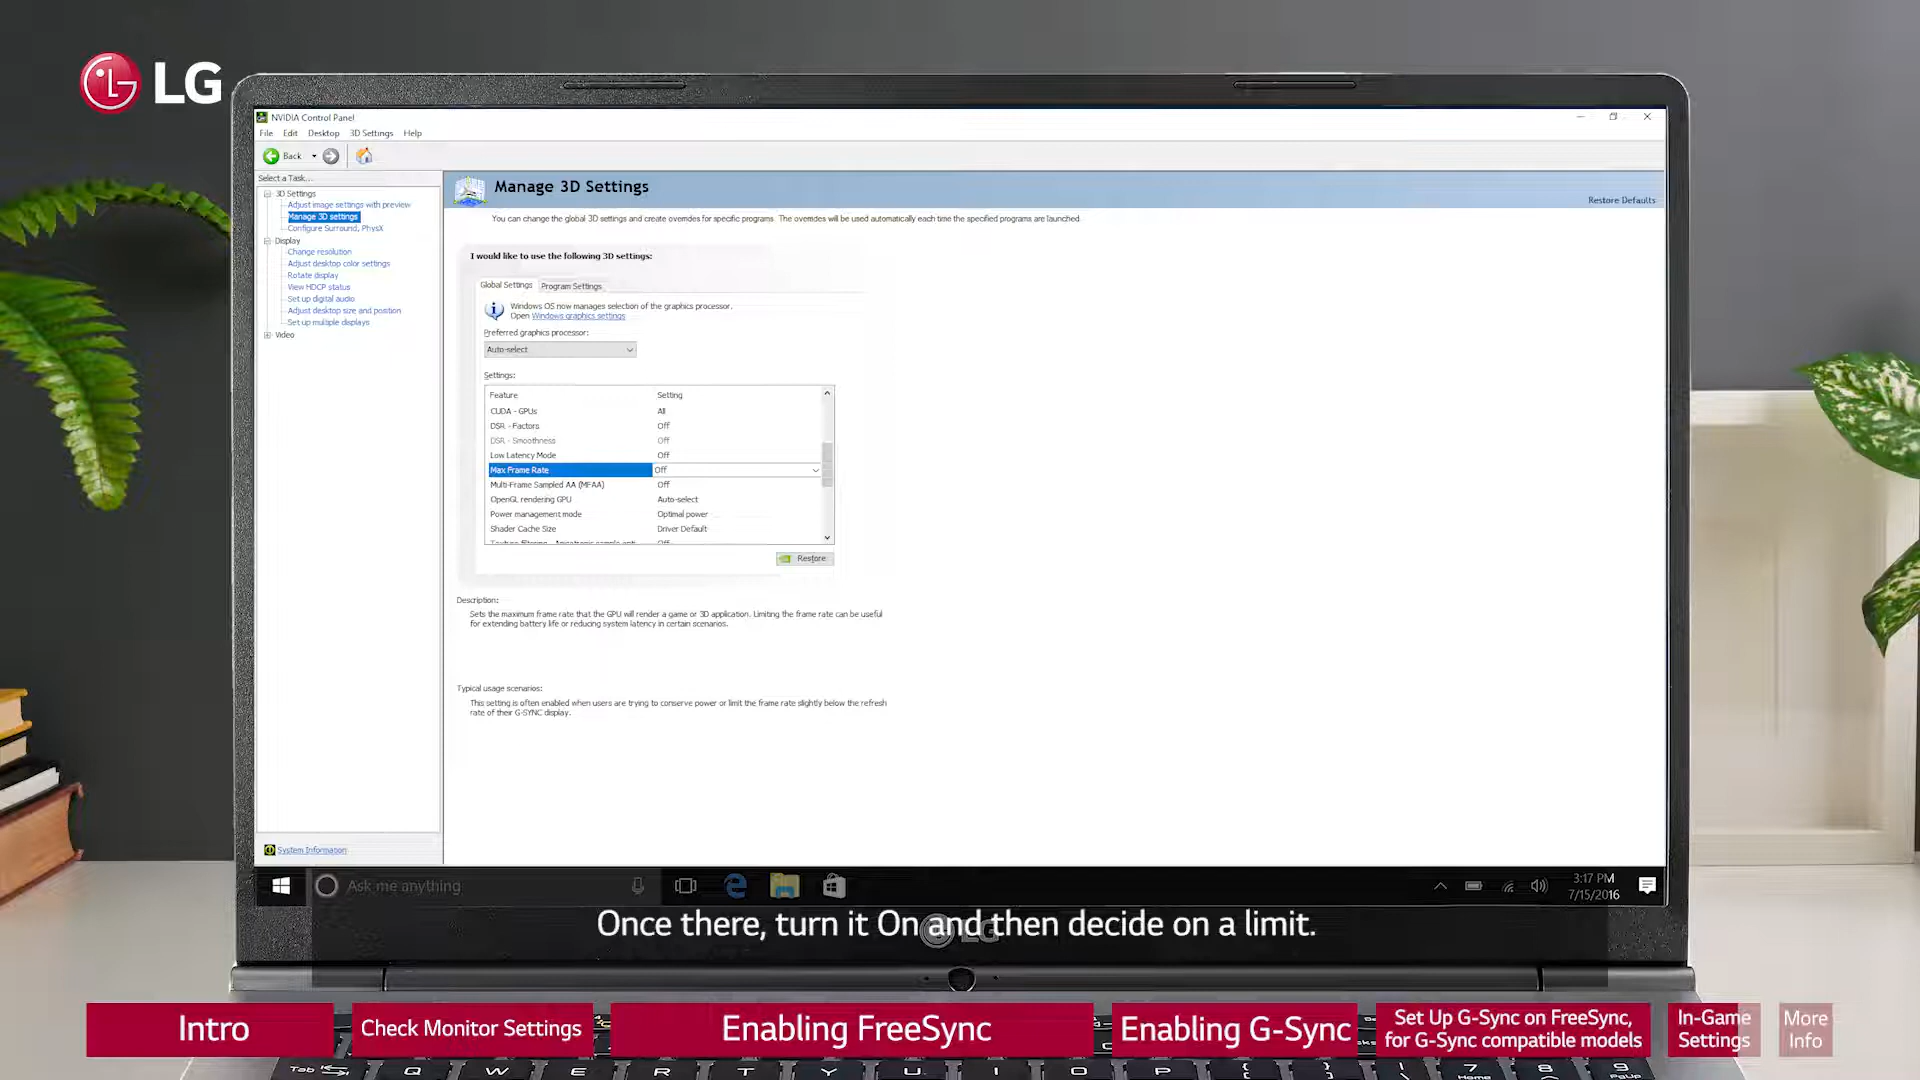 LG
NVIDIA Control Panel
File Edit Desktop 3D Settings Help
Back
Select a Task...
3D Settings
Adjust image settings with preview
Manage 3D settings
Configure Surround, PhysX
Display
Change resolution
Adjust desktop color settings
Rotate display
View HDCP status
Set up digital audio
Adjust desktop size and position
Set up multiple displays
Video
System Information
Manage 3D Settings
Restore Defaults
You can change the global 3D settings and create overrides for specific programs. The overrides will be used automatically each time the specified programs are launched.
I would like to use the following 3D settings:
Global Settings Program Settings
Windows OS now manages selection of the graphics processor.
Open Windows graphics settings
Preferred graphics processor:
Auto-select
Settings:
Feature Setting
CUDA - GPUs All
DSR - Factors Off
DSR - Smoothness Off
Low Latency Mode Off
Max Frame Rate Off
Multi-Frame Sampled AA (MFAA) Off
OpenGL rendering GPU Auto-select
Power management mode Optimal power
Shader Cache Size Driver Default
Restore
Description:
Sets the maximum frame rate that the GPU will render a game or 3D application. Limiting the frame rate can be useful
for extending battery life or reducing system latency in certain scenarios.
Typical usage scenarios:
This setting is often enabled when users are trying to conserve power or limit the frame rate slightly below the refresh
rate of their G-SYNC display.
Ask me anything
3:17 PM
7/15/2016
Once there, turn it On and then decide on a limit.
LG
Intro
Check Monitor Settings
Enabling FreeSync
Enabling G-Sync
Set Up G-Sync on FreeSync,
for G-Sync compatible models
In-Game
Settings
More
Info
Tab Q W E R T Y U I O P { [ } ] \ 7 8 9
Home PgUp